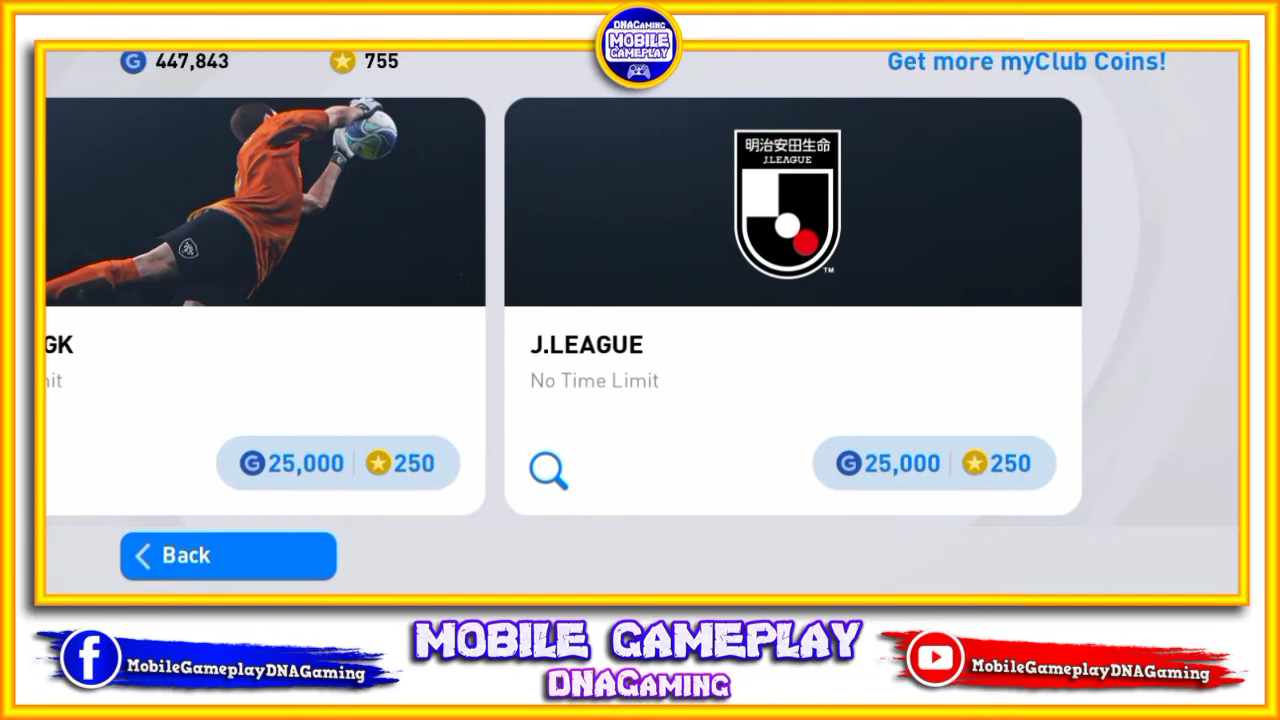 DNAGAMING
MOBILE
GAMEPLAY
G 447,843
755
Get more myClub Coins!
明治安田生命
J.LEAGUE
TM
GK
nit
G 25,000
250
J.LEAGUE
No Time Limit
G 25,000
250
Back
MobileGameplayDNAGaming
MOBILE GAMEPLAY
DNAGAMING
MobileGameplayDNAGaming